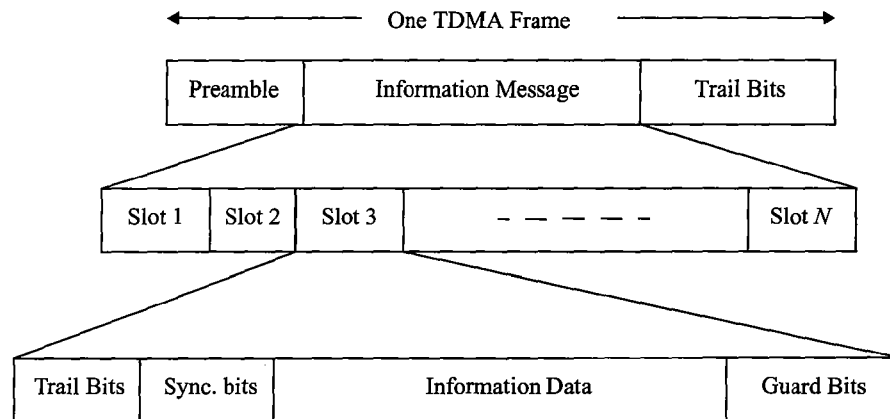 One TDMA Frame
Preamble Information Message Trail Bits
Slot 1 Slot 2 Slot 3 Slot N
Trail Bits Sync. bits Information Data Guard Bits